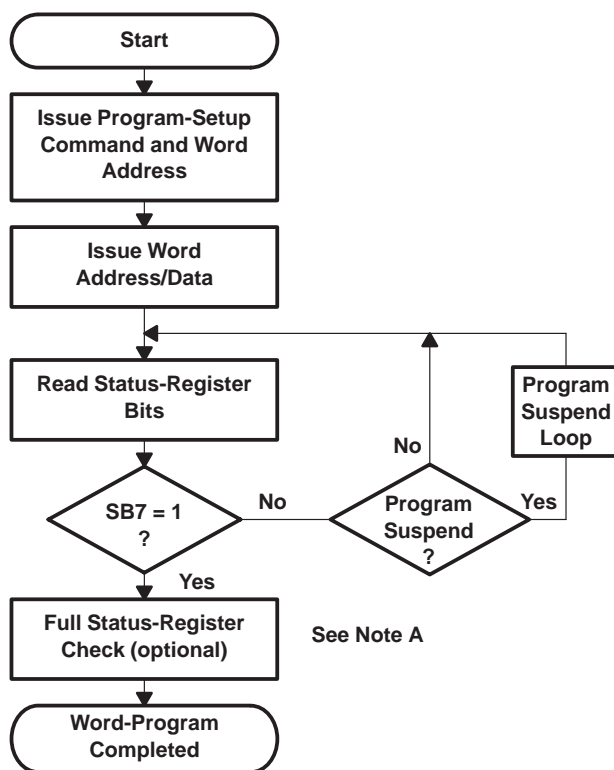 Start
Issue Program-Setup
Command and Word
Address
Issue Word
Address/Data
Read Status-Register
Bits
Program
Suspend
Loop
No
SB7 = 1
?
No
Program
Suspend
?
Yes
Yes
Full Status-Register
Check (optional)
See Note A
Word-Program
Completed